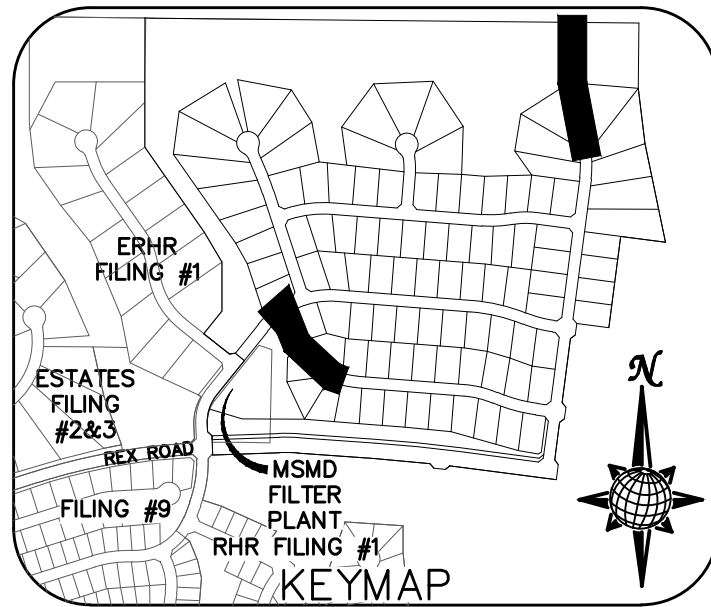 N
ERHR
FILING #1
ESTATES
FILING
#2&3
REX ROAD
FILING #9
MSMD
FILTER
PLANT
RHR FILING #1
KEYMAP